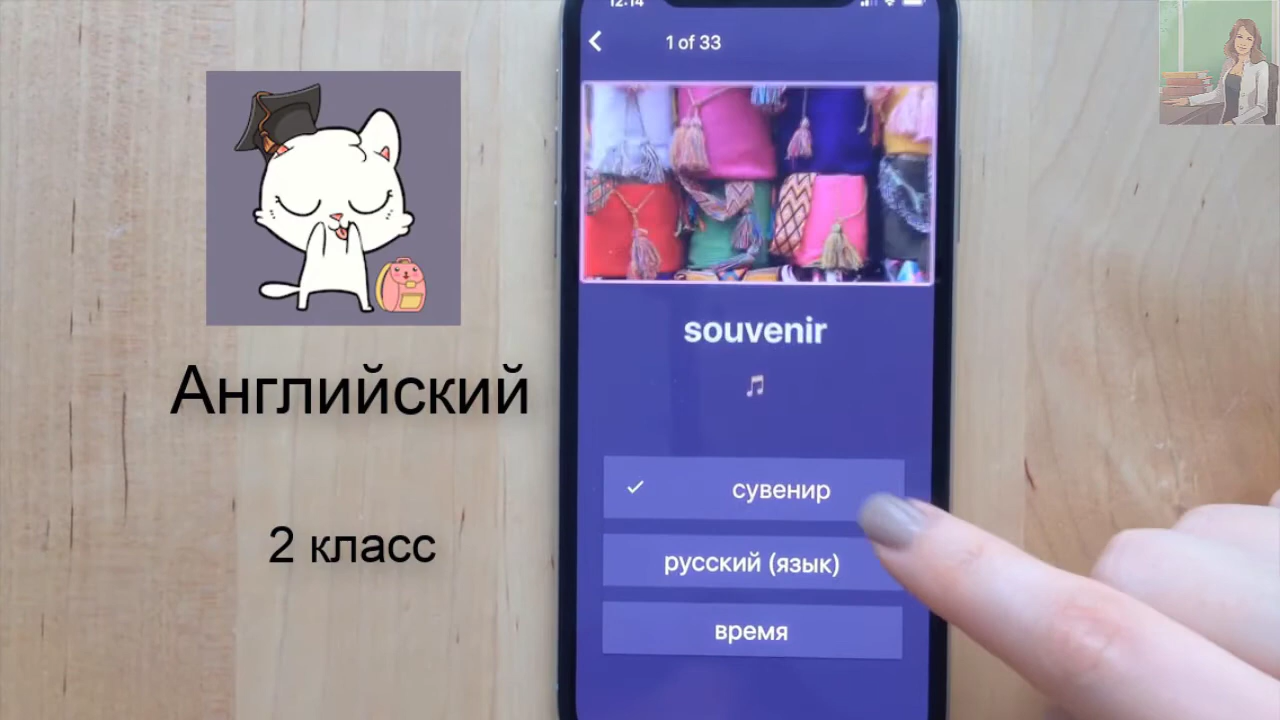 12:14
1 of 33
souvenir
Английский
сувенир
2 класс
русский (язык)
время